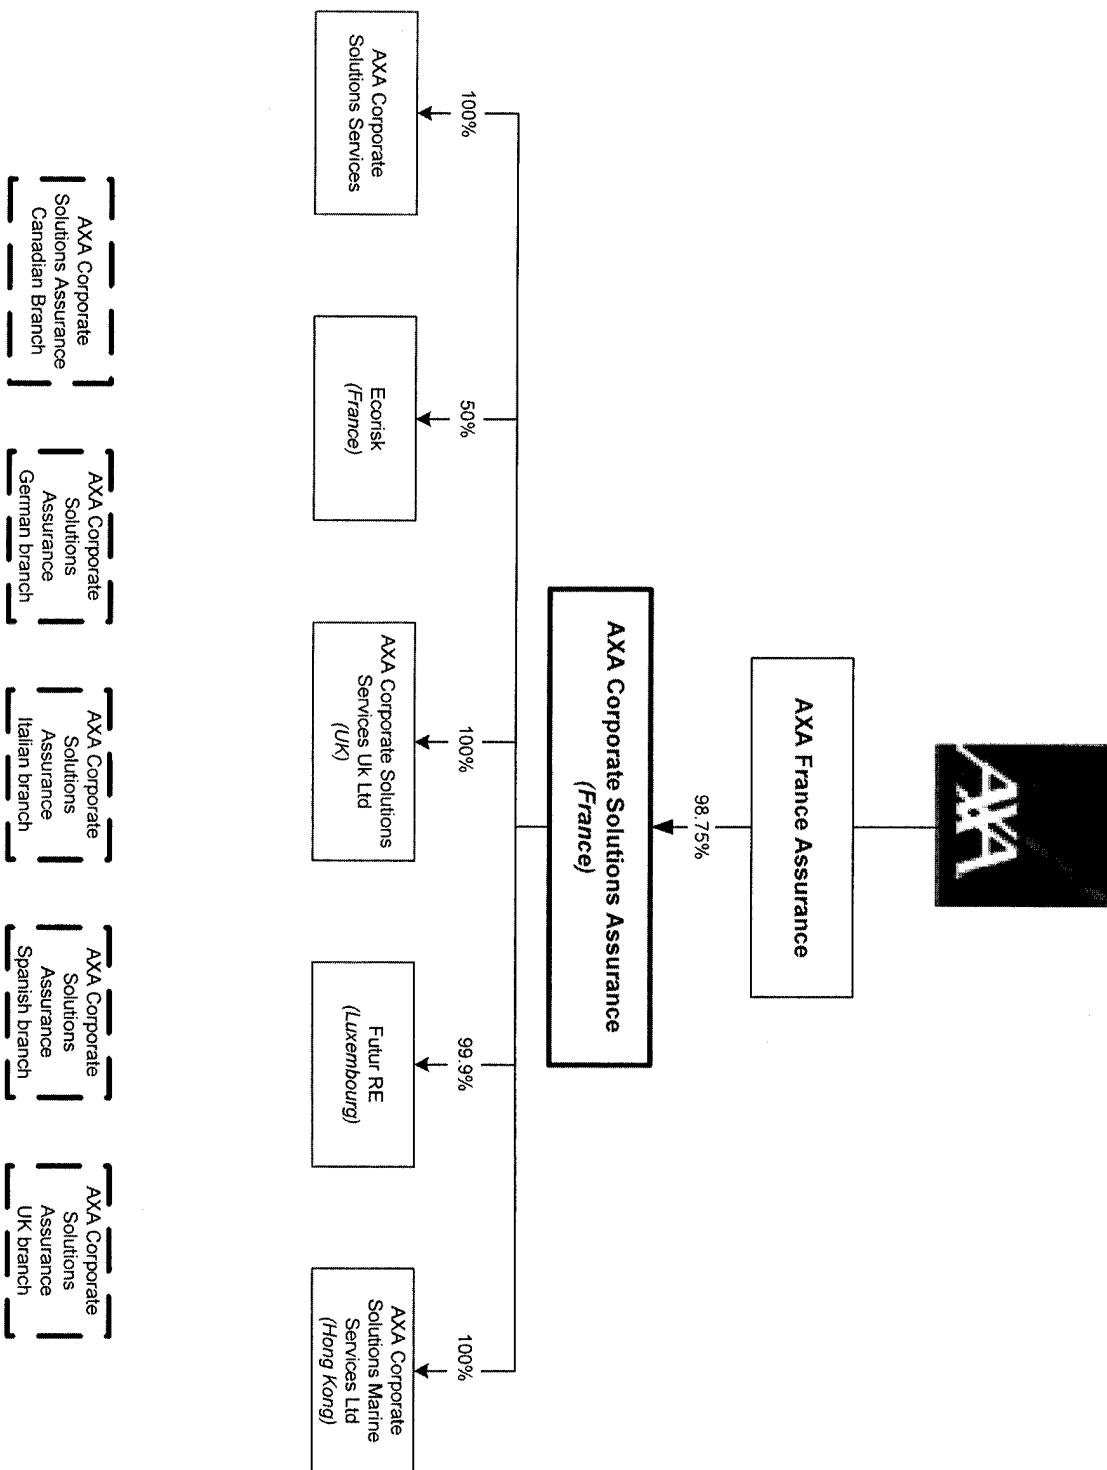 AXA
AXA France Assurance
98.75%
AXA Corporate Solutions Assurance
(France)
100%
50%
100%
99.9%
100%
AXA Corporate
Solutions Services
Ecorisk
(France)
AXA Corporate Solutions
Services Uk Ltd
(UK)
Futur RE
(Luxembourg)
AXA Corporate
Solutions Marine
Services Ltd
(Hong Kong)
AXA Corporate
Solutions Assurance
Canadian Branch
AXA Corporate
Solutions
Assurance
German branch
AXA Corporate
Solutions
Assurance
Italian branch
AXA Corporate
Solutions
Assurance
Spanish branch
AXA Corporate
Solutions
Assurance
UK branch